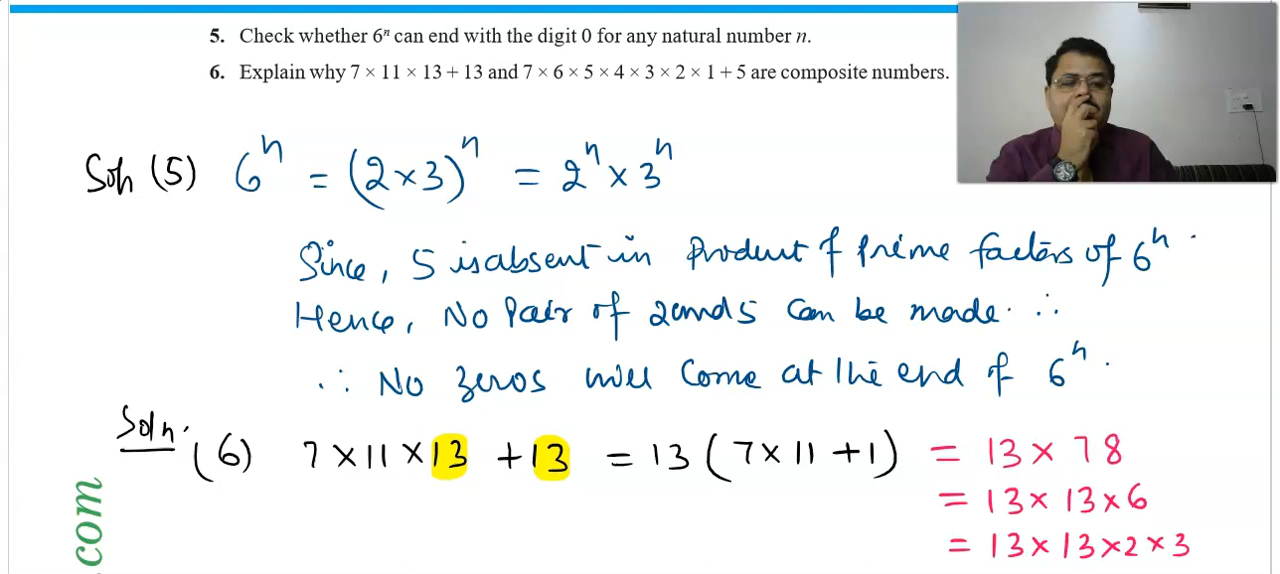 5. Check whether 6ⁿ can end with the digit 0 for any natural number n.
6. Explain why 7 × 11 × 13 + 13 and 7 × 6 × 5 × 4 × 3 × 2 × 1 + 5 are composite numbers.
Soln (5) 6ⁿ = (2×3)ⁿ = 2ⁿ × 3ⁿ
Since, 5 is absent in Product of prime factors of 6ⁿ.
Hence, No Pair of 2 and 5 can be made. ∴
∴ No zeros will come at the end of 6ⁿ.
Soln.
(6) 7 × 11 × 13 + 13 = 13 (7 × 11 + 1) = 13 × 78
= 13 × 13 × 6
= 13 × 13 × 2 × 3
.com